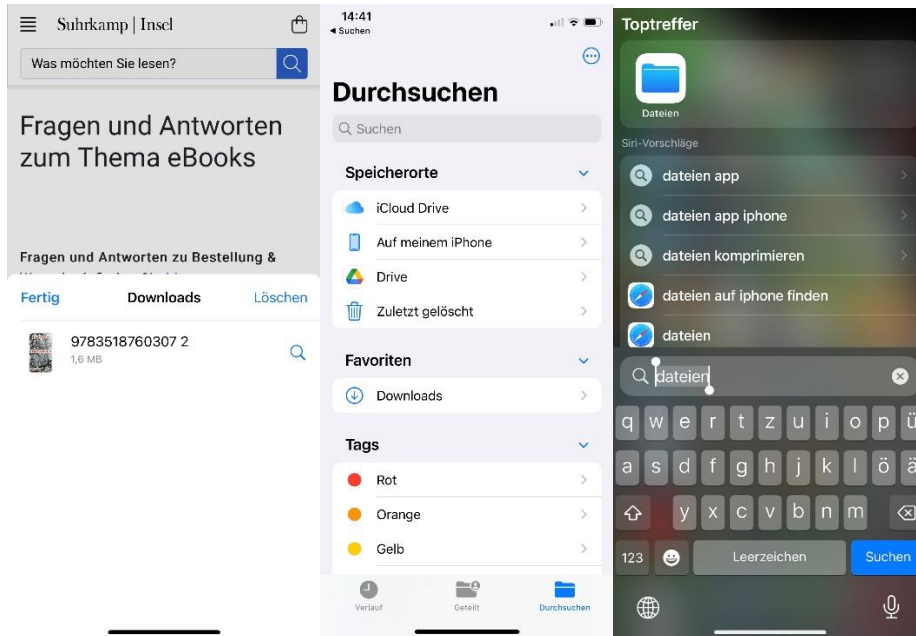 Suhrkamp | Insel
Was möchten Sie lesen?
Fragen und Antworten
zum Thema eBooks
Fragen und Antworten zu Bestellung &
Fertig
Downloads
Löschen
9783518760307 2
1,6 MB
14:41
◀ Suchen
Durchsuchen
Suchen
Speicherorte
iCloud Drive
Auf meinem iPhone
Drive
Zuletzt gelöscht
Favoriten
Downloads
Tags
Rot
Orange
Gelb
Verlauf
Geteilt
Durchsuchen
Toptreffer
Dateien
Siri-Vorschläge
dateien app
dateien app iphone
dateien komprimieren
dateien auf iphone finden
dateien
dateien
q w e r t z u i o p ü
a s d f g h j k l ö ä
y x c v b n m
123
Leerzeichen
Suchen